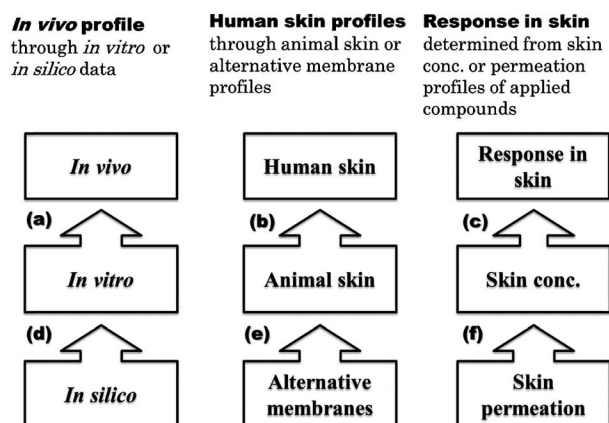 In vivo profile
through in vitro or
in silico data
Human skin profiles
through animal skin or
alternative membrane
profiles
Response in skin
determined from skin
conc. or permeation
profiles of applied
compounds
In vivo
Human skin
Response in
skin
(a)
(b)
(c)
In vitro
Animal skin
Skin conc.
(d)
(e)
(f)
In silico
Alternative
membranes
Skin
permeation